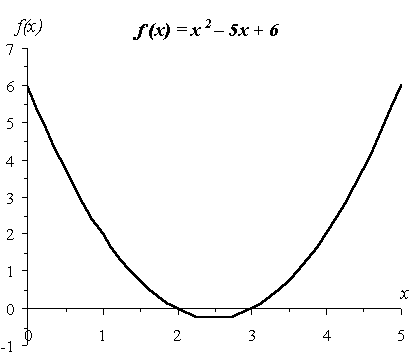 f(x)
f(x) = x² – 5x + 6
7
6
5
4
3
2
1
0
-1
0 1 2 3 4 5
x